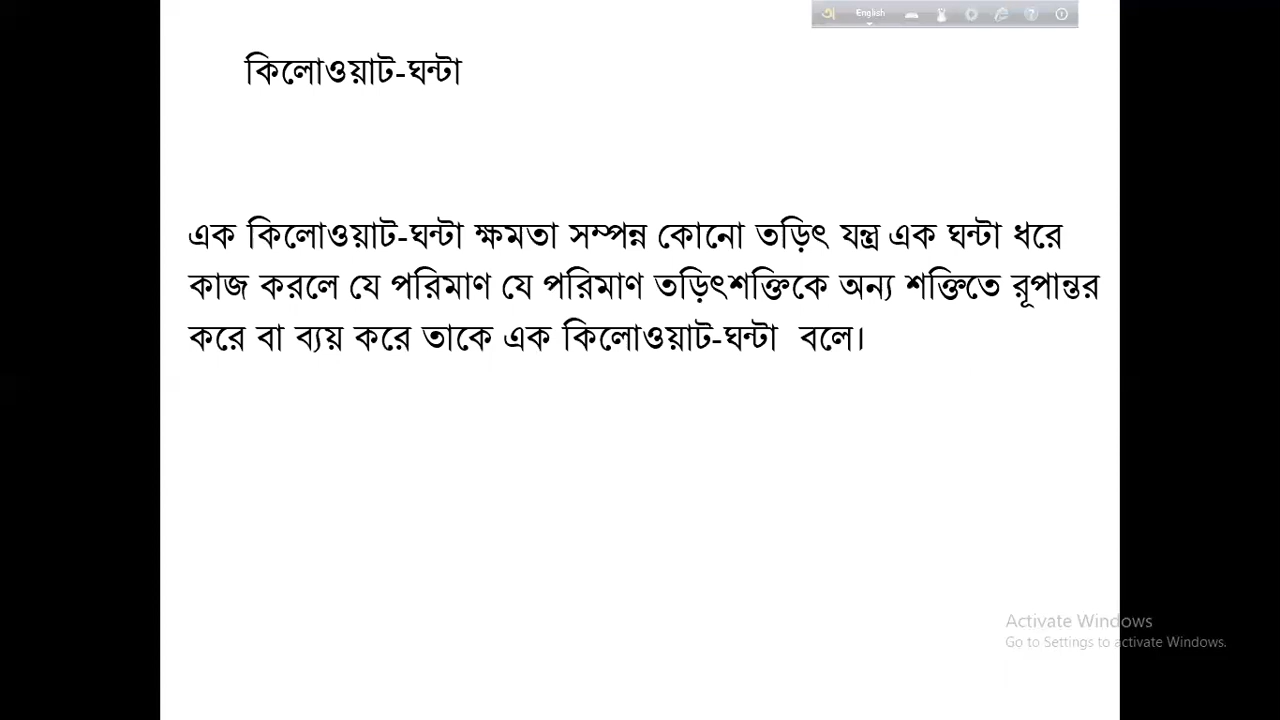 English
কিলোওয়াট-ঘন্টা
এক কিলোওয়াট-ঘন্টা ক্ষমতা সম্পন্ন কোনো তড়িৎ যন্ত্র এক ঘন্টা ধরে
কাজ করলে যে পরিমাণ যে পরিমাণ তড়িৎশক্তিকে অন্য শক্তিতে রূপান্তর
করে বা ব্যয় করে তাকে এক কিলোওয়াট-ঘন্টা বলে।
Activate Windows
Go to Settings to activate Windows.